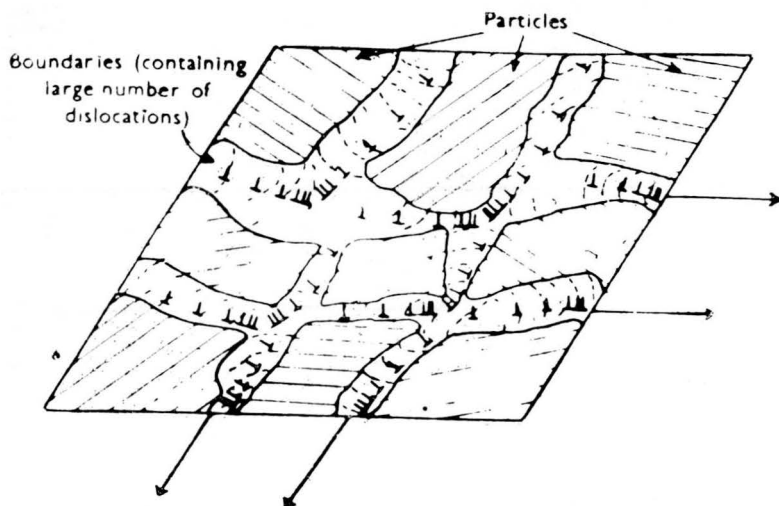 Particles
Boundaries (containing
large number of
dislocations)